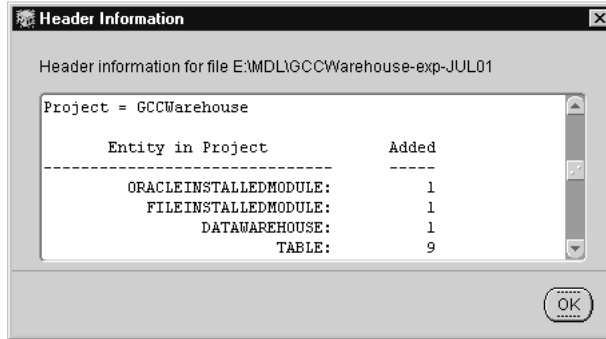 Header Information
Header information for file E:\MDL\GCCWarehouse-exp-JUL01
Project = GCCWarehouse
Entity in Project Added
------------------------------ -----
ORACLEINSTALLEDMODULE: 1
FILEINSTALLEDMODULE: 1
DATAWAREHOUSE: 1
TABLE: 9
OK